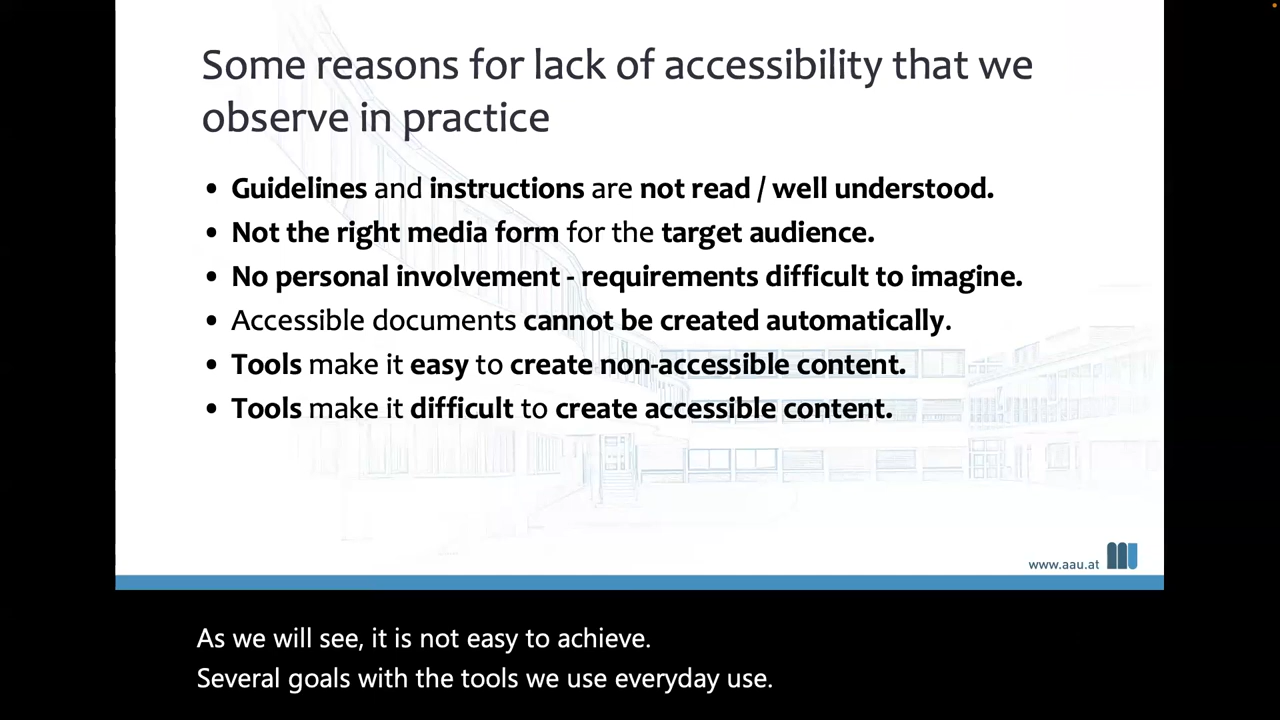 Some reasons for lack of accessibility that we
observe in practice
• Guidelines and instructions are not read / well understood.
• Not the right media form for the target audience.
• No personal involvement - requirements difficult to imagine.
• Accessible documents cannot be created automatically.
• Tools make it easy to create non-accessible content.
• Tools make it difficult to create accessible content.
www.aau.at
As we will see, it is not easy to achieve.
Several goals with the tools we use everyday use.